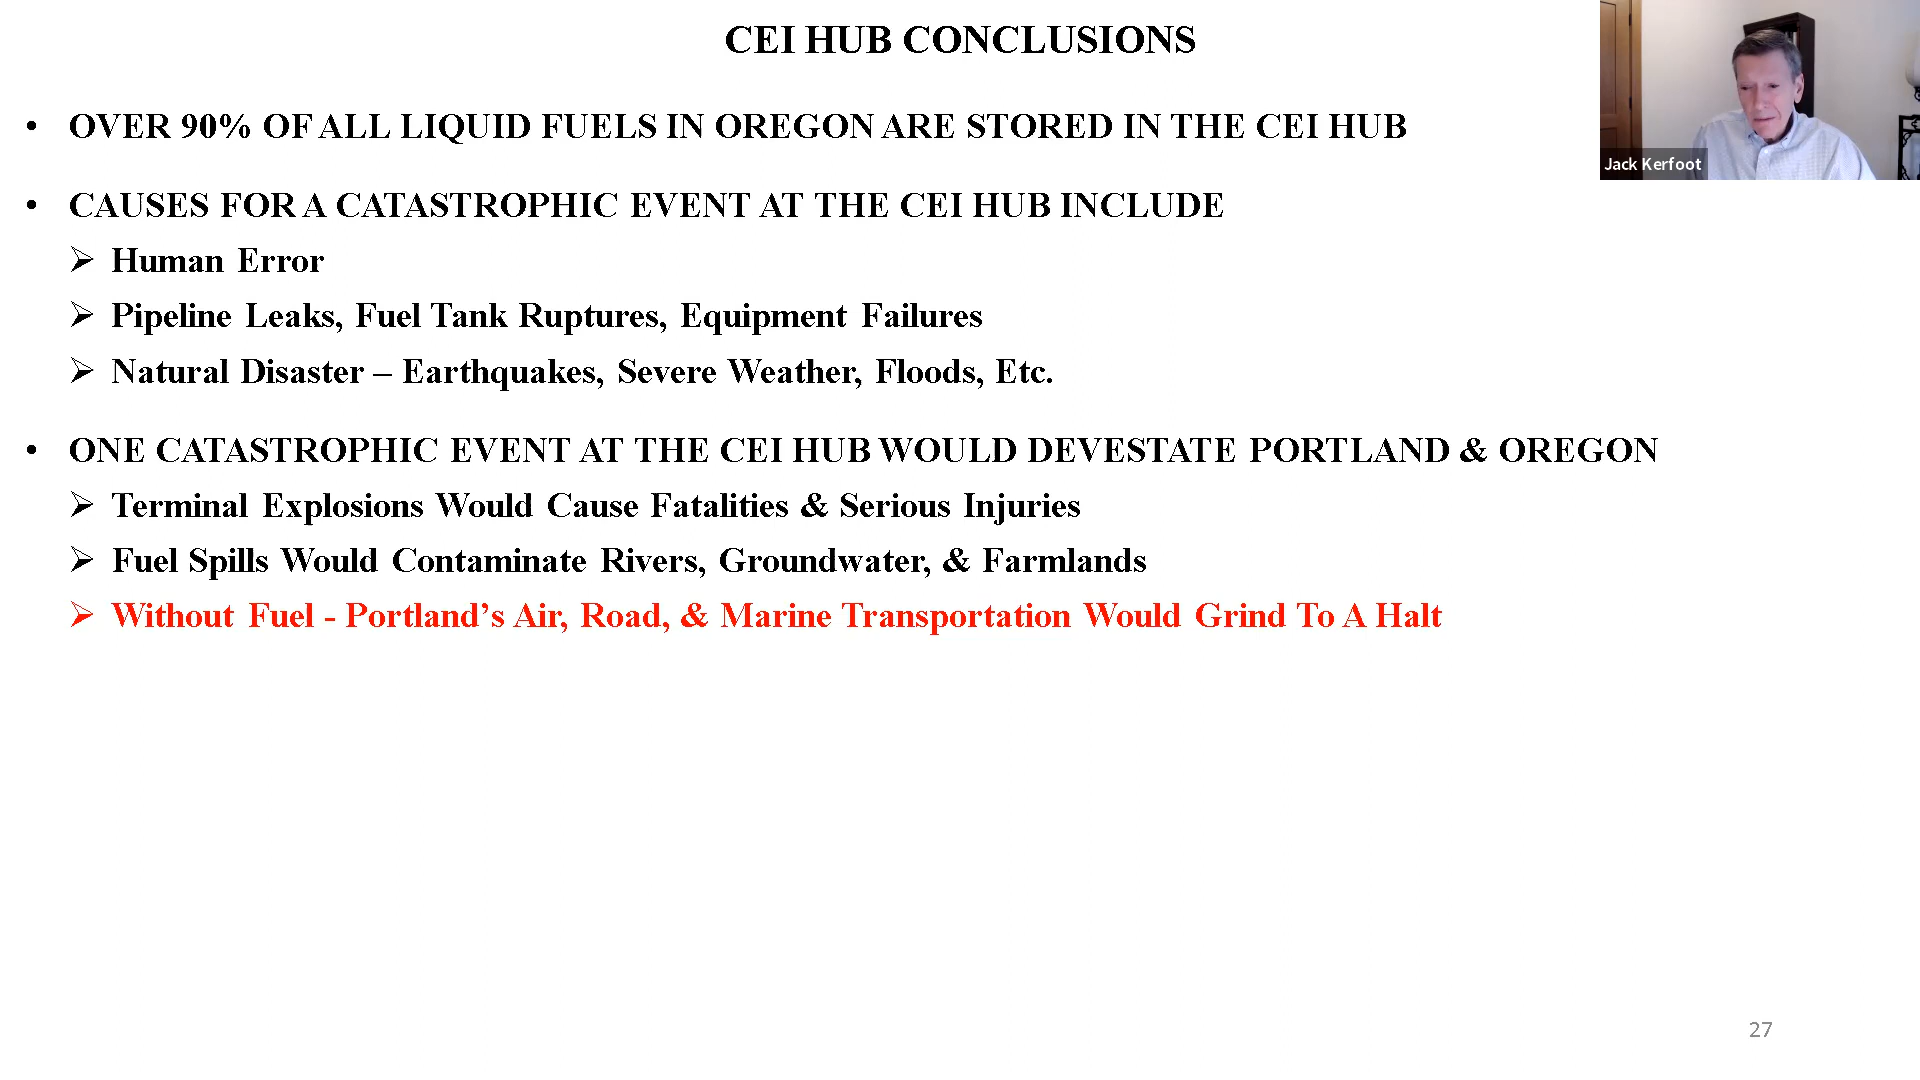 CEI HUB CONCLUSIONS
• OVER 90% OF ALL LIQUID FUELS IN OREGON ARE STORED IN THE CEI HUB
• CAUSES FOR A CATASTROPHIC EVENT AT THE CEI HUB INCLUDE
➢ Human Error
➢ Pipeline Leaks, Fuel Tank Ruptures, Equipment Failures
➢ Natural Disaster – Earthquakes, Severe Weather, Floods, Etc.
• ONE CATASTROPHIC EVENT AT THE CEI HUB WOULD DEVESTATE PORTLAND & OREGON
➢ Terminal Explosions Would Cause Fatalities & Serious Injuries
➢ Fuel Spills Would Contaminate Rivers, Groundwater, & Farmlands
➢ Without Fuel - Portland’s Air, Road, & Marine Transportation Would Grind To A Halt
Jack Kerfoot
27